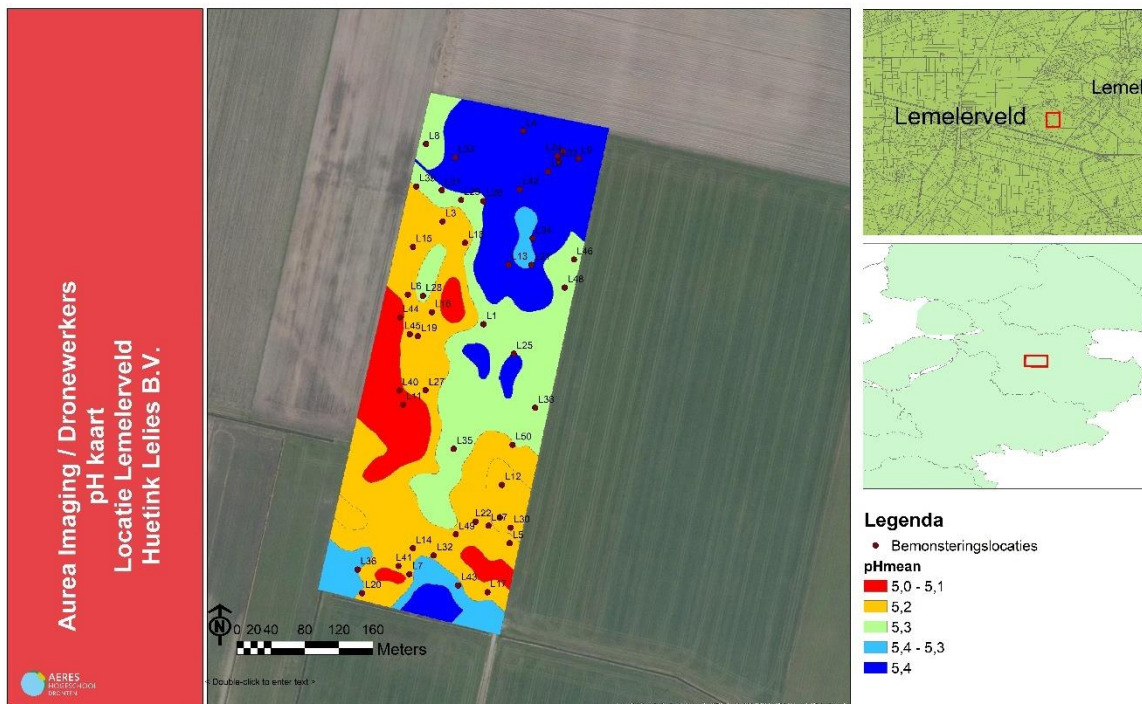 Aurea Imaging / Dronewerkers
pH kaart
Locatie Lemelerveld
Huetink Lelies B.V.
AERES
HOGESCHOOL
DRONTEN
L8
L3
L18
L15
L13
L46
L48
L6
L28
L16
L44
L45
L19
L1
L25
L40
L27
L11
L33
L35
L50
L12
L22
L30
L49
L5
L14
L32
L41
L36
L7
L43
L17
L20
0 20 40 80 120 160
Meters
< Double-click to enter text >
Lemelerveld
Lemel
Legenda
Bemonsteringslocaties
pHmean
5,0 - 5,1
5,2
5,3
5,4 - 5,3
5,4